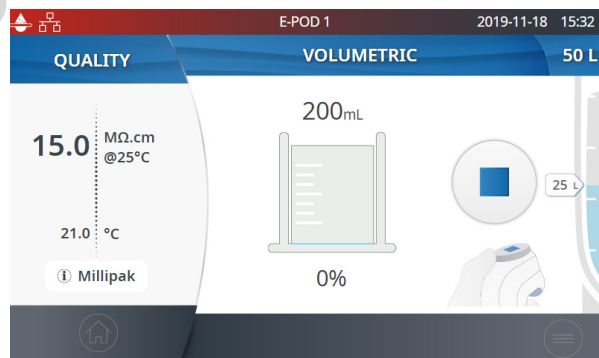 E-POD 1 2019-11-18 15:32
QUALITY VOLUMETRIC 50 L
200mL
15.0 MΩ.cm
@25°C
25 L
21.0 °C
i Millipak
0%